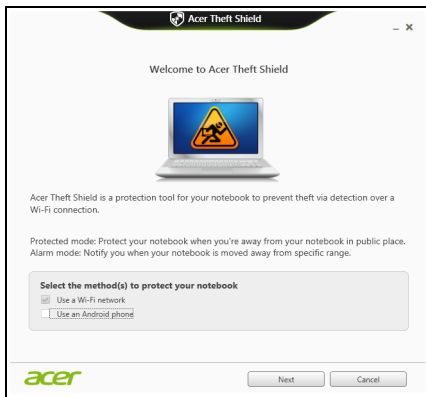 Acer Theft Shield
Welcome to Acer Theft Shield
Acer Theft Shield is a protection tool for your notebook to prevent theft via detection over a
Wi-Fi connection.
Protected mode: Protect your notebook when you're away from your notebook in public place.
Alarm mode: Notify you when your notebook is moved away from specific range.
Select the method(s) to protect your notebook
Use a Wi-Fi network
Use an Android phone
acer
Next
Cancel